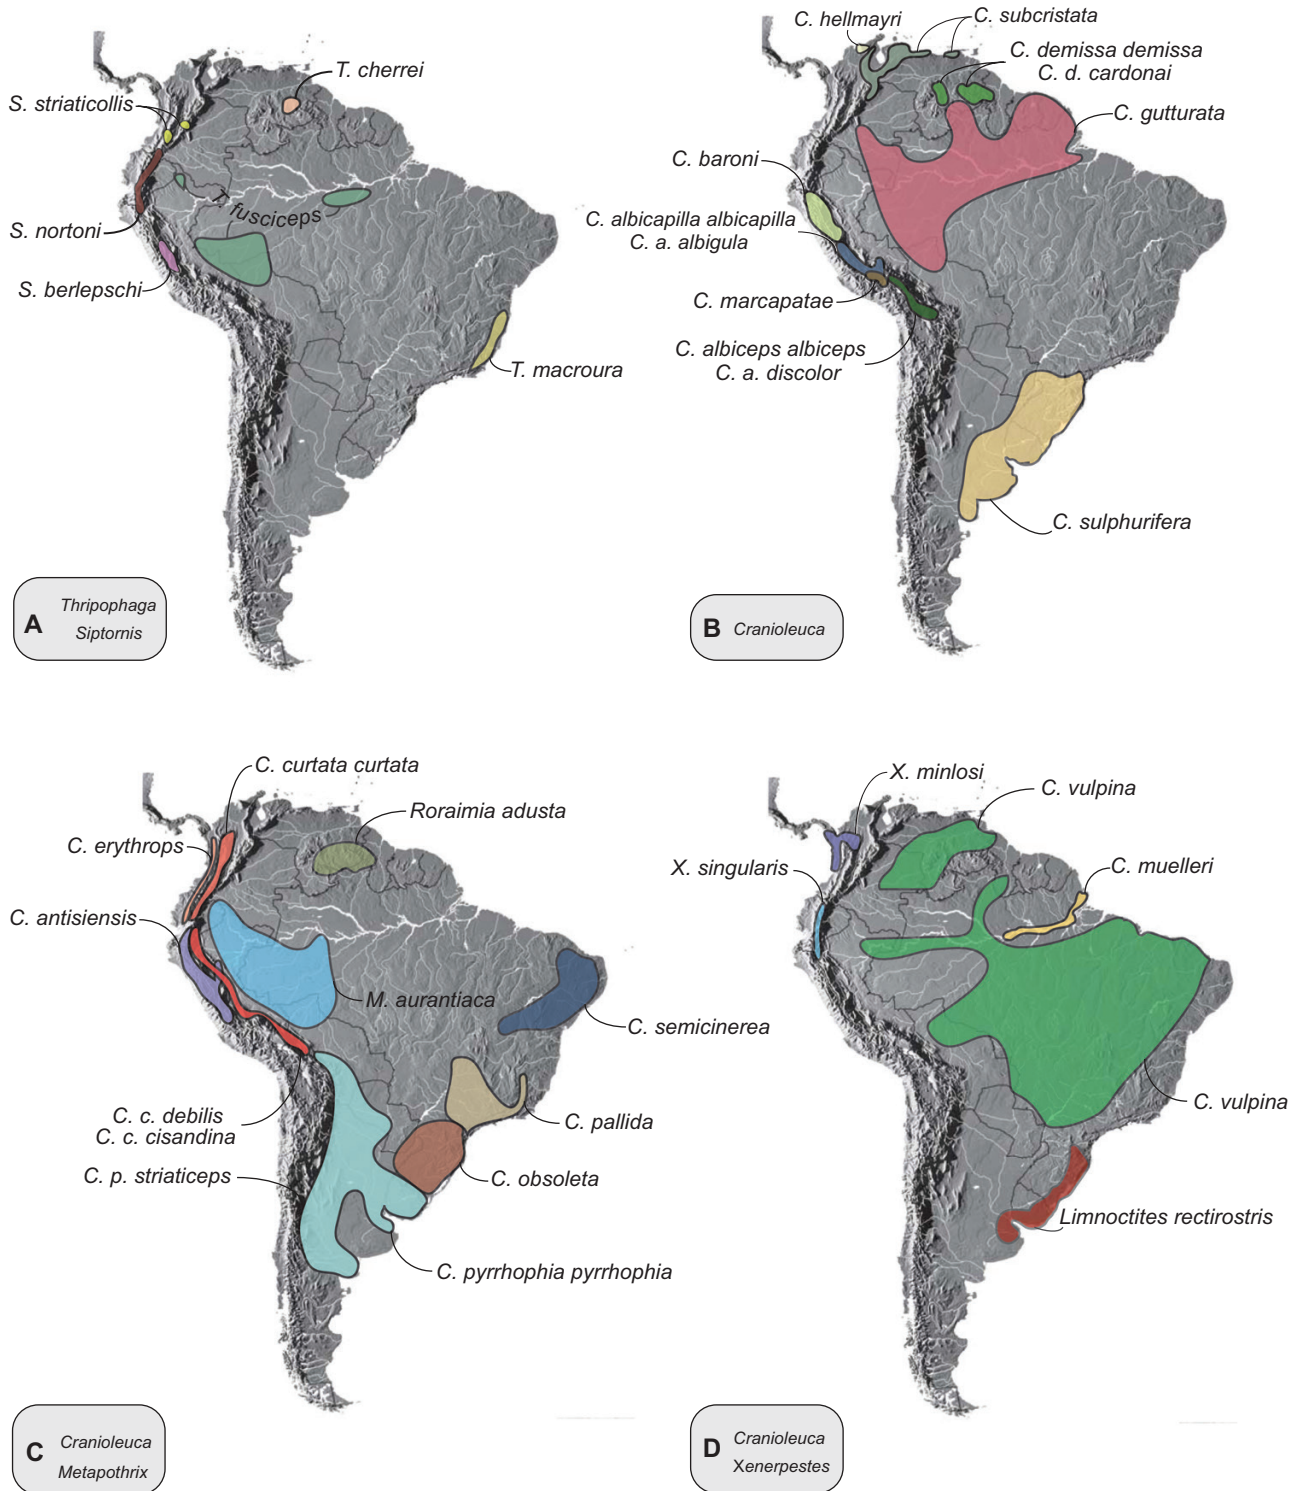 T. cherrei
S. striaticollis
T. fusciceps
S. nortoni
S. berlepschi
T. macroura
A Thripophaga
Siptornis
C. hellmayri
C. subcristata
C. demissa demissa
C. d. cardonai
C. gutturata
C. baroni
C. albicapilla albicapilla
C. a. albigula
C. marcapatae
C. albiceps albiceps
C. a. discolor
C. sulphurifera
B Cranioleuca
C. curtata curtata
Roraimia adusta
C. erythrops
C. antisiensis
M. aurantiaca
C. semicinerea
C. c. debilis
C. c. cisandina
C. pallida
C. p. striaticeps
C. obsoleta
C. pyrrhophia pyrrhophia
C Cranioleuca
Metapothrix
X. minlosi
C. vulpina
X. singularis
C. muelleri
C. vulpina
Limnoctites rectirostris
D Cranioleuca
Xenerpestes